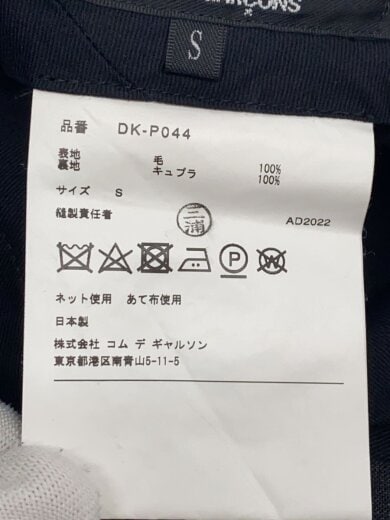 GARÇONS
S
品番 DK-P044
表地 毛 100%
裏地 キュプラ 100%
サイズ S
縫製責任者 三浦 AD2022
P W
ネット使用 あて布使用
日本製
株式会社 コム デ ギャルソン
東京都港区南青山5-11-5